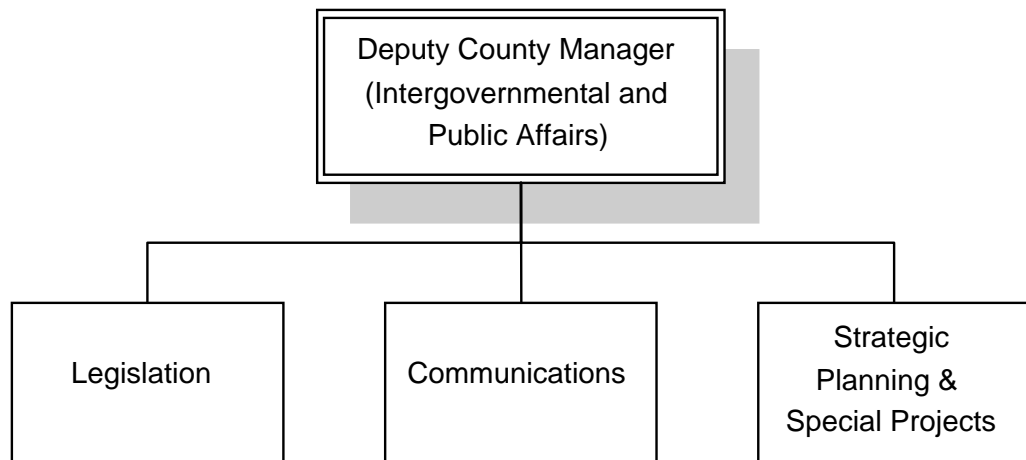 Deputy County Manager
(Intergovernmental and
Public Affairs)
Legislation
Communications
Strategic
Planning &
Special Projects